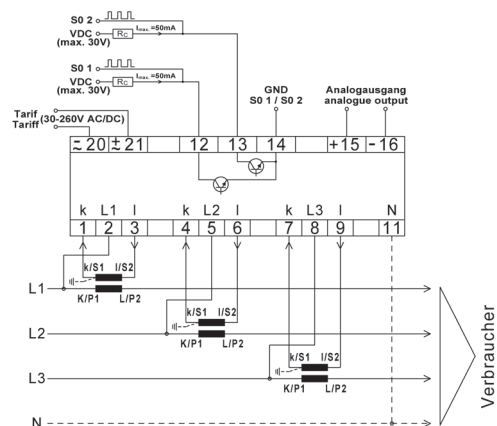 S0 2
VDC
(max. 30V)
Rc
Imax. =50mA
S0 1
VDC
(max. 30V)
Rc
Imax. =50mA
GND
S0 1 / S0 2
Analogausgang
analogue output
Tarif
Tariff
(30-260V AC/DC)
~ 20 ± 21 12 13 14 +15 -16
k L1 l k L2 l k L3 l N
1 2 3 4 5 6 7 8 9 11
k/S1 l/S2
L1
K/P1 L/P2
k/S1 l/S2
L2
K/P1 L/P2
k/S1 l/S2
L3
K/P1 L/P2
N
Verbraucher